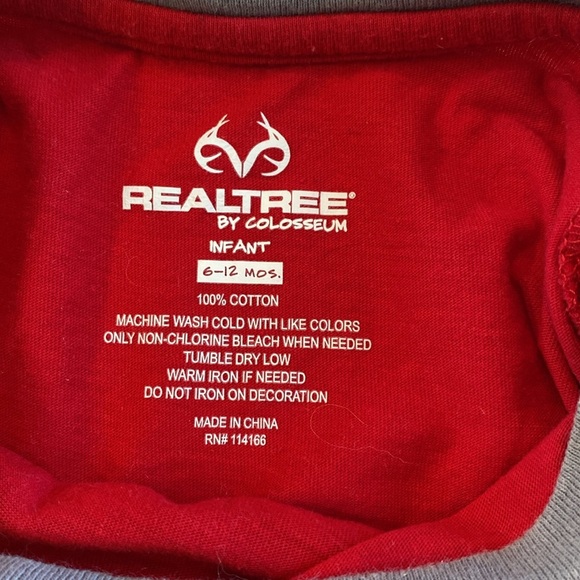 REALTREE®
BY COLOSSEUM
INFANT
6-12 MOS.
100% COTTON
MACHINE WASH COLD WITH LIKE COLORS
ONLY NON-CHLORINE BLEACH WHEN NEEDED
TUMBLE DRY LOW
WARM IRON IF NEEDED
DO NOT IRON ON DECORATION
MADE IN CHINA
RN# 114166